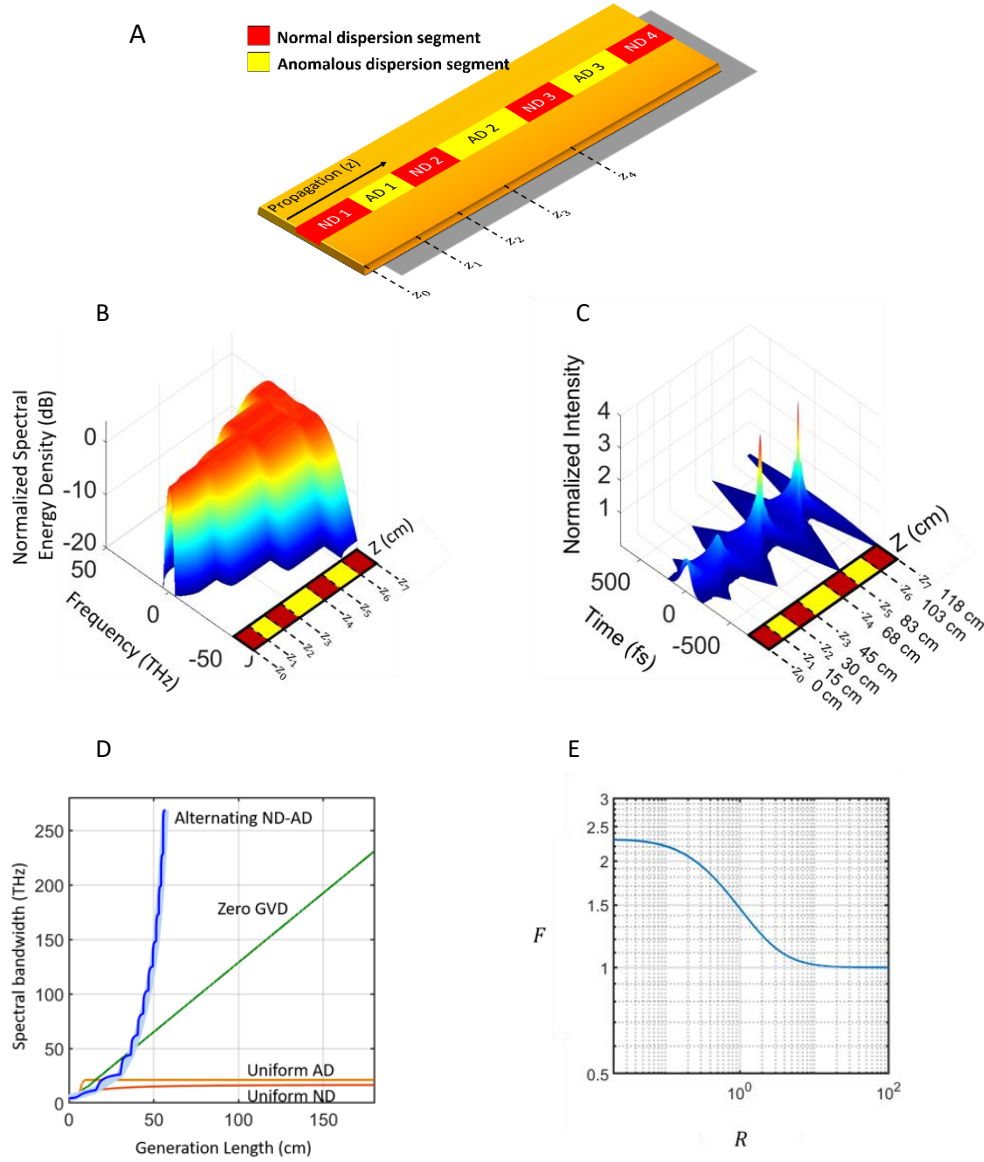 A
Normal dispersion segment
Anomalous dispersion segment
Propagation (z)
ND 1
AD 1
ND 2
AD 2
ND 3
AD 3
ND 4
z₀
z₁
z₂
z₃
z₄
B
Normalized Spectral
Energy Density (dB)
0
-10
-20
50
0
-50
Frequency (THz)
Z (cm)
z₀
z₁
z₂
z₃
z₄
z₅
z₆
z₇
C
Normalized Intensity
4
3
2
1
500
0
-500
Time (fs)
Z (cm)
z₀ 0 cm
z₁ 15 cm
z₂ 30 cm
z₃ 45 cm
z₄ 68 cm
z₅ 83 cm
z₆ 103 cm
z₇ 118 cm
D
Spectral bandwidth (THz)
250
200
150
100
50
0
Alternating ND-AD
Zero GVD
Uniform AD
Uniform ND
0 50 100 150
Generation Length (cm)
E
F
3
2.5
2
1.5
1
0.5
10⁰ 10²
R